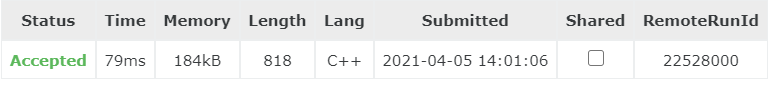 Status Time Memory Length Lang Submitted Shared RemoteRunId
Accepted 79ms 184kB 818 C++ 2021-04-05 14:01:06 22528000